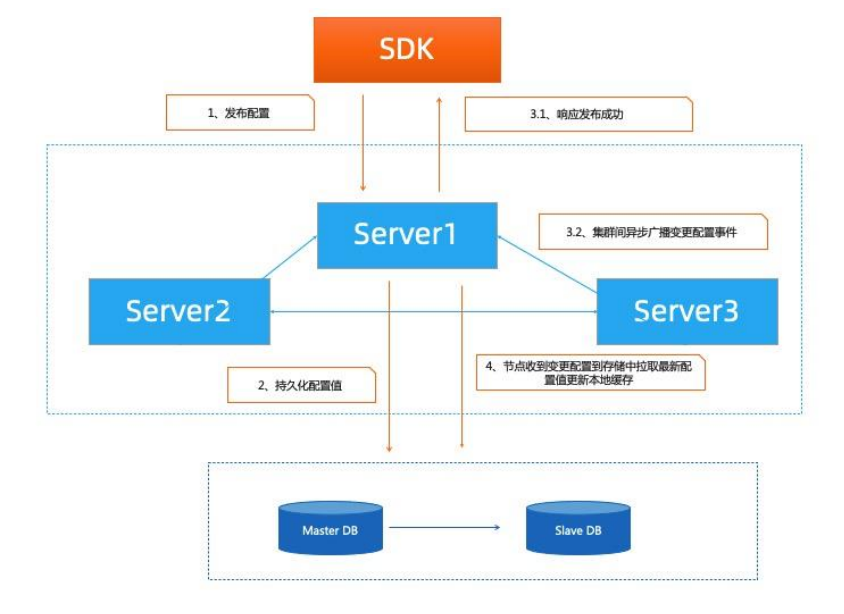 SDK
1、发布配置
3.1、响应发布成功
Server1
3.2、集群间异步广播变更配置事件
Server2
Server3
2、持久化配置值
4、节点收到变更配置到存储中拉取最新配
置值更新本地缓存
Master DB
Slave DB